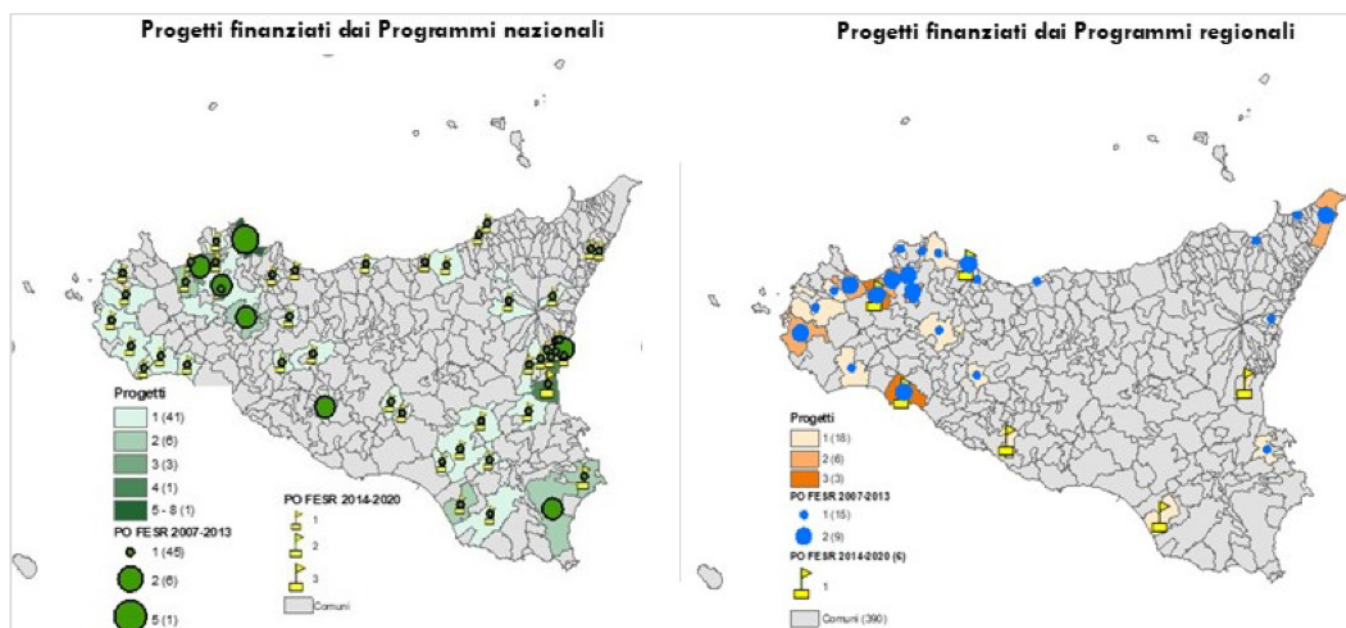 Progetti finanziati dai Programmi nazionali
Progetti
1 (41)
2 (6)
3 (3)
4 (1)
5 - 8 (1)
PO FESR 2007-2013
1 (45)
2 (6)
5 (1)
PO FESR 2014-2020
1
2
3
Comuni
Progetti finanziati dai Programmi regionali
Progetti
1 (18)
2 (6)
3 (3)
PO FESR 2007-2013
1 (15)
2 (9)
PO FESR 2014-2020 (6)
1
Comuni (390)